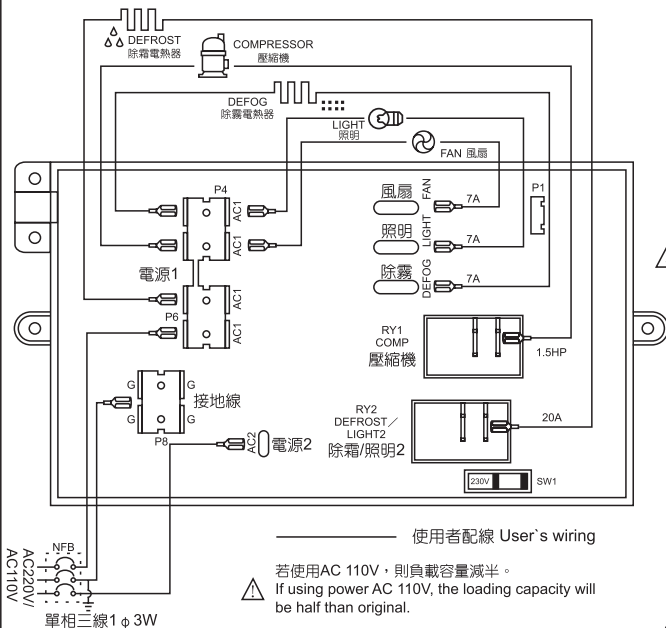 DEFROST
除霜電熱器
COMPRESSOR
壓縮機
DEFOG
除霧電熱器
LIGHT
照明
FAN 風扇
P4
AC1
AC1
電源1
P6
AC1
AC1
風扇
FAN
7A
P1
照明
LIGHT
7A
除霧
DEFOG
7A
RY1
COMP
壓縮機
1.5HP
G
G
接地線
G
G
P8
AC2
電源2
RY2
DEFROST/
LIGHT2
除霜/照明2
20A
230V
SW1
NFB
AC220V/
AC110V
單相三線1φ3W
使用者配線 User`s wiring
若使用AC 110V,則負載容量減半。
If using power AC 110V, the loading capacity will
be half than original.